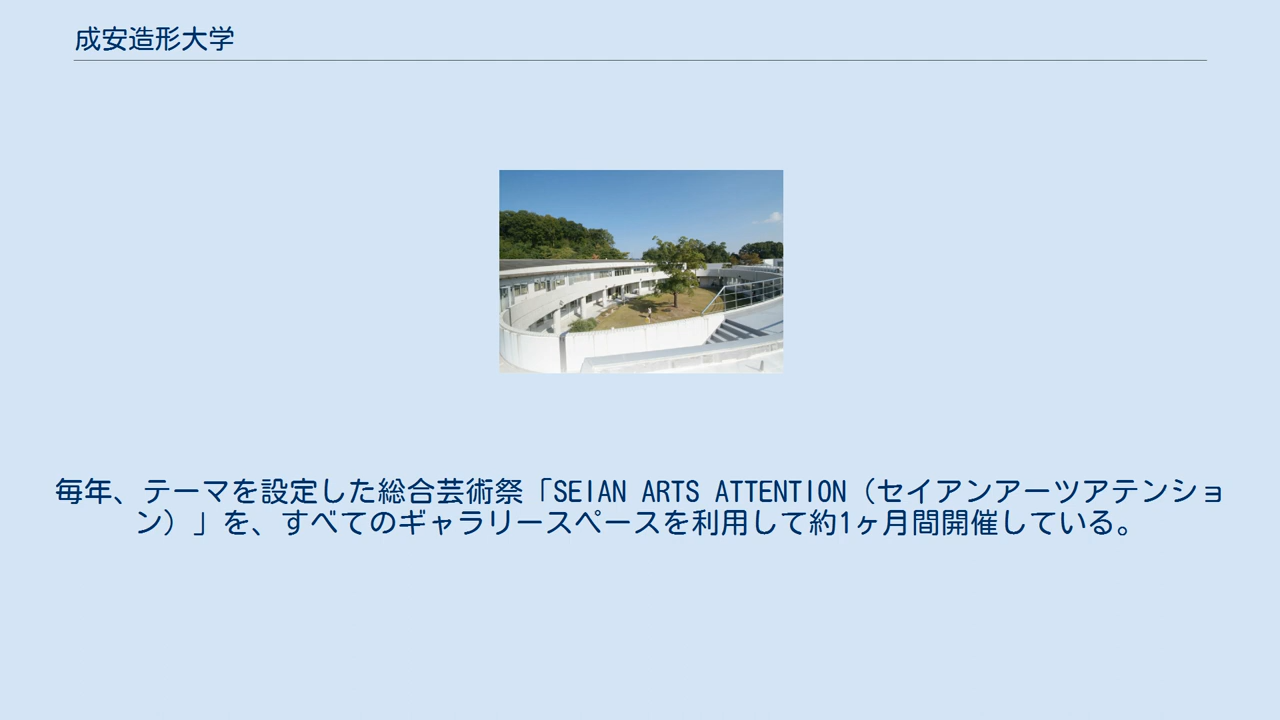 成安造形大学
毎年、テーマを設定した総合芸術祭「SEIAN ARTS ATTENTION（セイアンアーツアテンショ
ン）」を、すべてのギャラリースペースを利用して約1ヶ月間開催している。